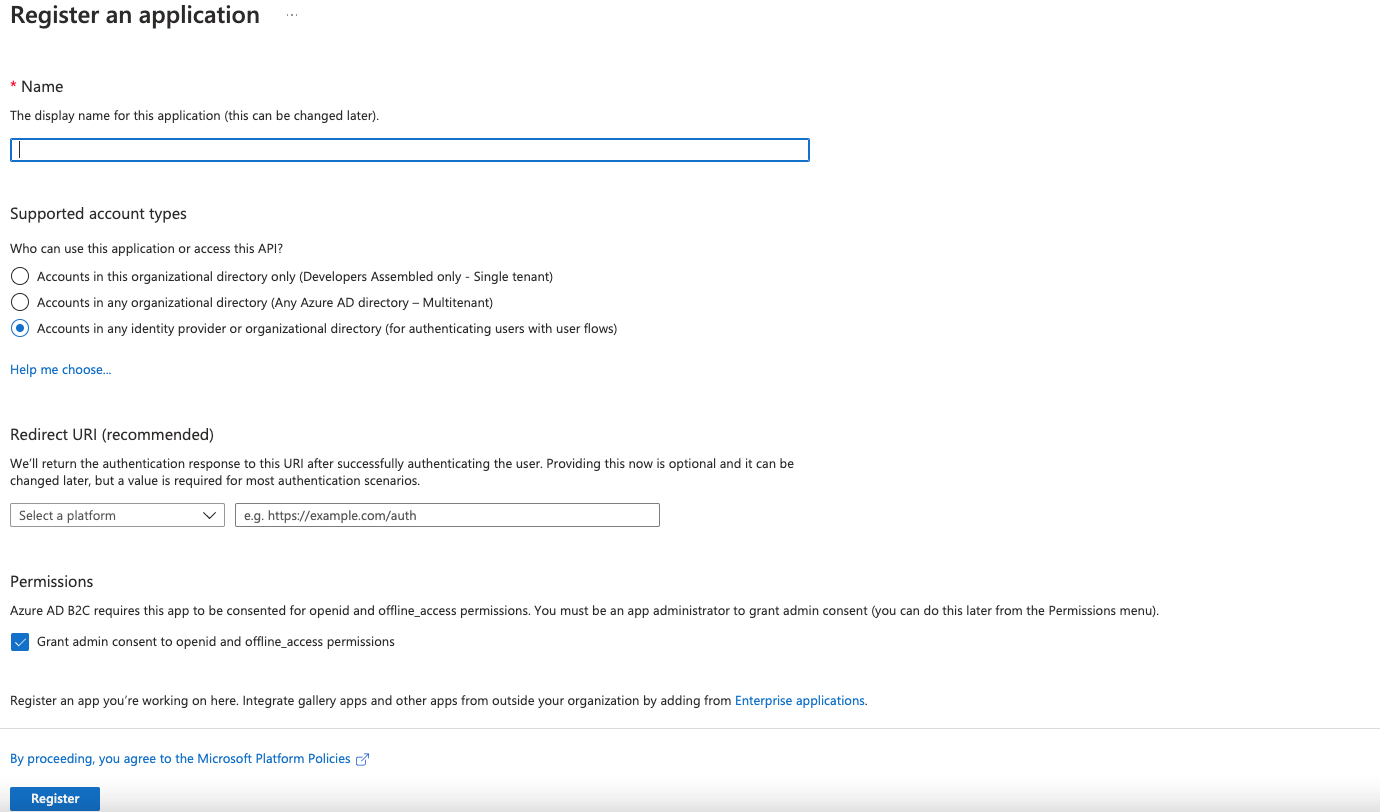 Register an application ...
* Name
The display name for this application (this can be changed later).
Supported account types
Who can use this application or access this API?
Accounts in this organizational directory only (Developers Assembled only - Single tenant)
Accounts in any organizational directory (Any Azure AD directory – Multitenant)
Accounts in any identity provider or organizational directory (for authenticating users with user flows)
Help me choose...
Redirect URI (recommended)
We'll return the authentication response to this URI after successfully authenticating the user. Providing this now is optional and it can be
changed later, but a value is required for most authentication scenarios.
Select a platform e.g. https://example.com/auth
Permissions
Azure AD B2C requires this app to be consented for openid and offline_access permissions. You must be an app administrator to grant admin consent (you can do this later from the Permissions menu).
Grant admin consent to openid and offline_access permissions
Register an app you're working on here. Integrate gallery apps and other apps from outside your organization by adding from Enterprise applications.
By proceeding, you agree to the Microsoft Platform Policies
Register